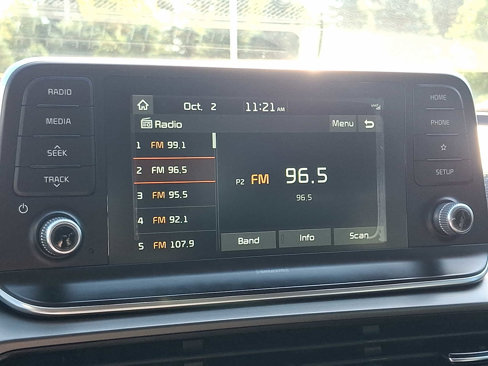 RADIO
MEDIA
SEEK
TRACK
Oct. 2 11:21 AM
Radio
Menu
1 FM 99.1
2 FM 96.5
3 FM 95.5
4 FM 92.1
5 FM 107.9
P2 FM 96.5
96.5
Band Info Scan
HOME
PHONE
SETUP